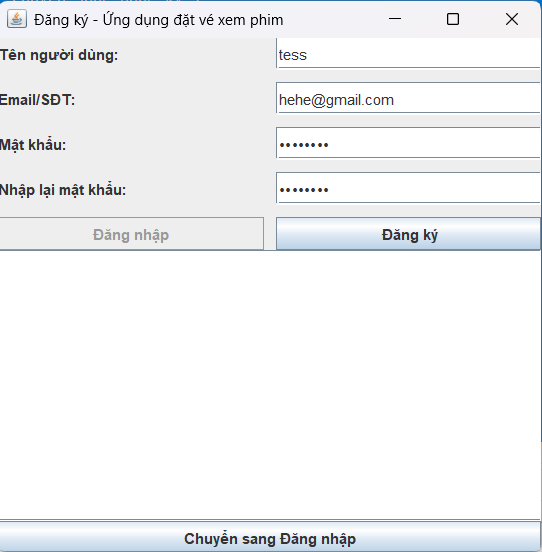 Đăng ký - Ứng dụng đặt vé xem phim
Tên người dùng: tess
Email/SĐT: hehe@gmail.com
Mật khẩu: ••••••••
Nhập lại mật khẩu: ••••••••
Đăng nhập Đăng ký
Chuyển sang Đăng nhập